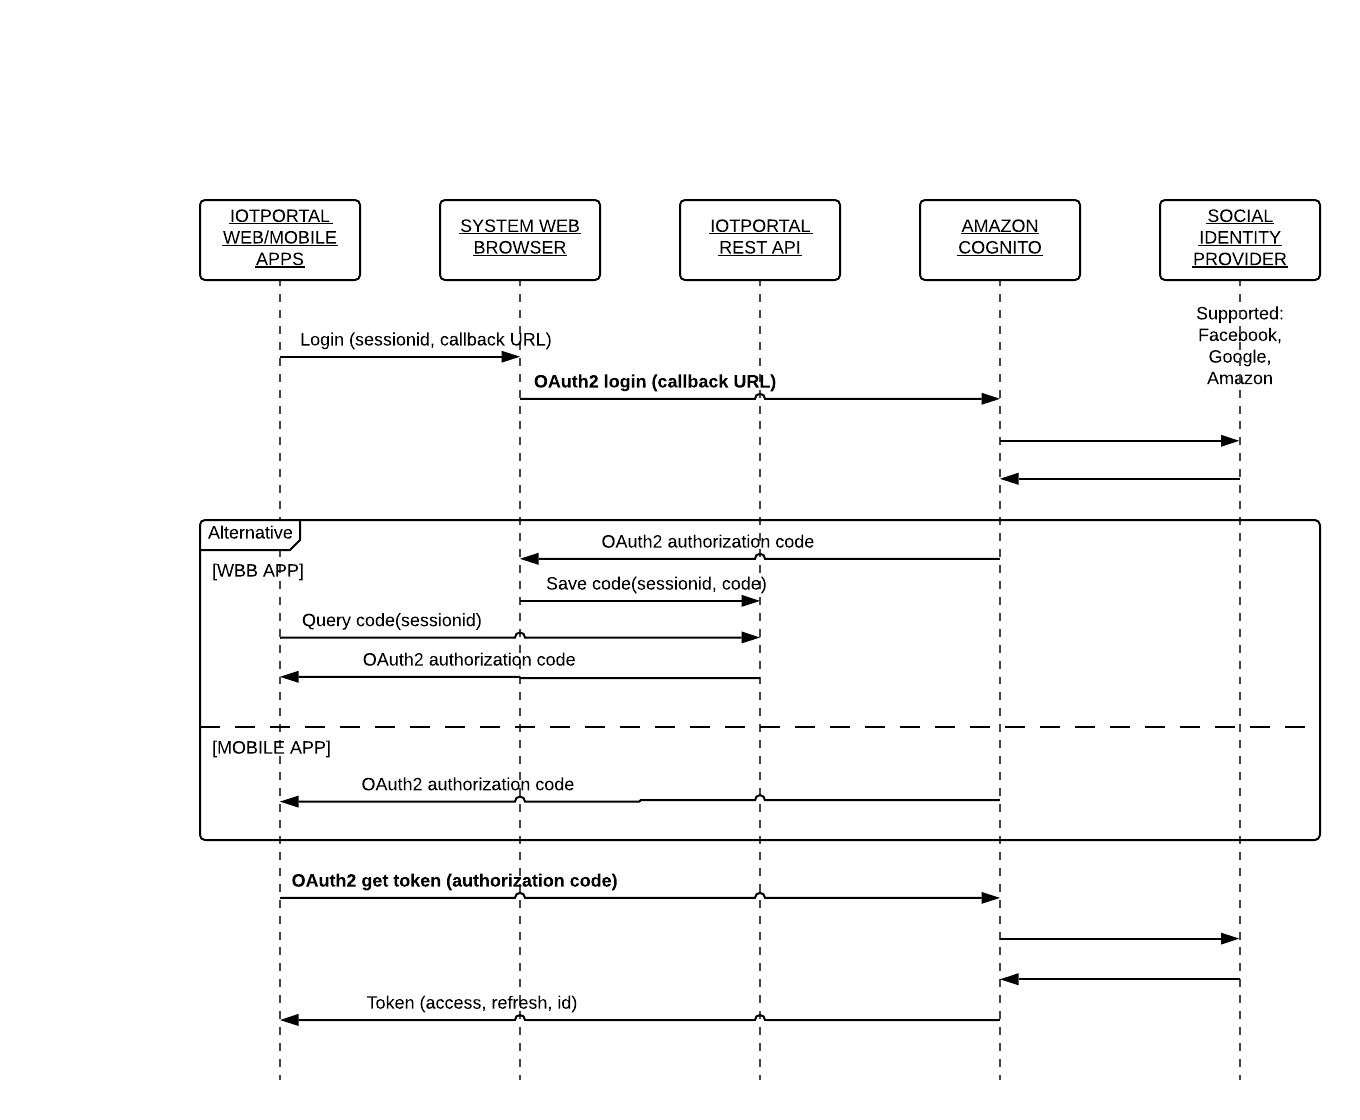 IOTPORTAL
WEB/MOBILE
APPS
SYSTEM WEB
BROWSER
IOTPORTAL
REST API
AMAZON
COGNITO
SOCIAL
IDENTITY
PROVIDER
Supported:
Facebook,
Google,
Amazon
Login (sessionid, callback URL)
OAuth2 login (callback URL)
Alternative
OAuth2 authorization code
[WBB APP]
Save code(sessionid, code)
Query code(sessionid)
OAuth2 authorization code
[MOBILE APP]
OAuth2 authorization code
OAuth2 get token (authorization code)
Token (access, refresh, id)